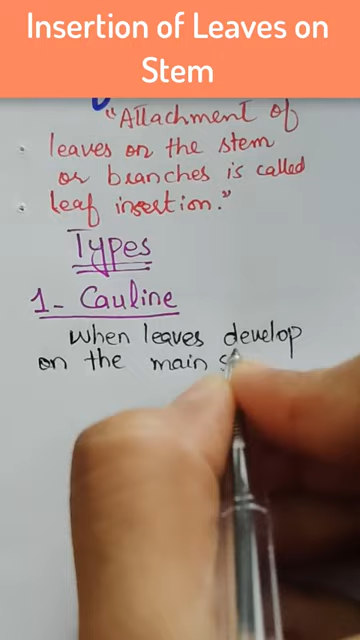 Insertion of Leaves on
Stem
"Attachment of
leaves on the stem
or branches is called
leaf insertion."
Types
1- Cauline
When leaves develop
on the main s